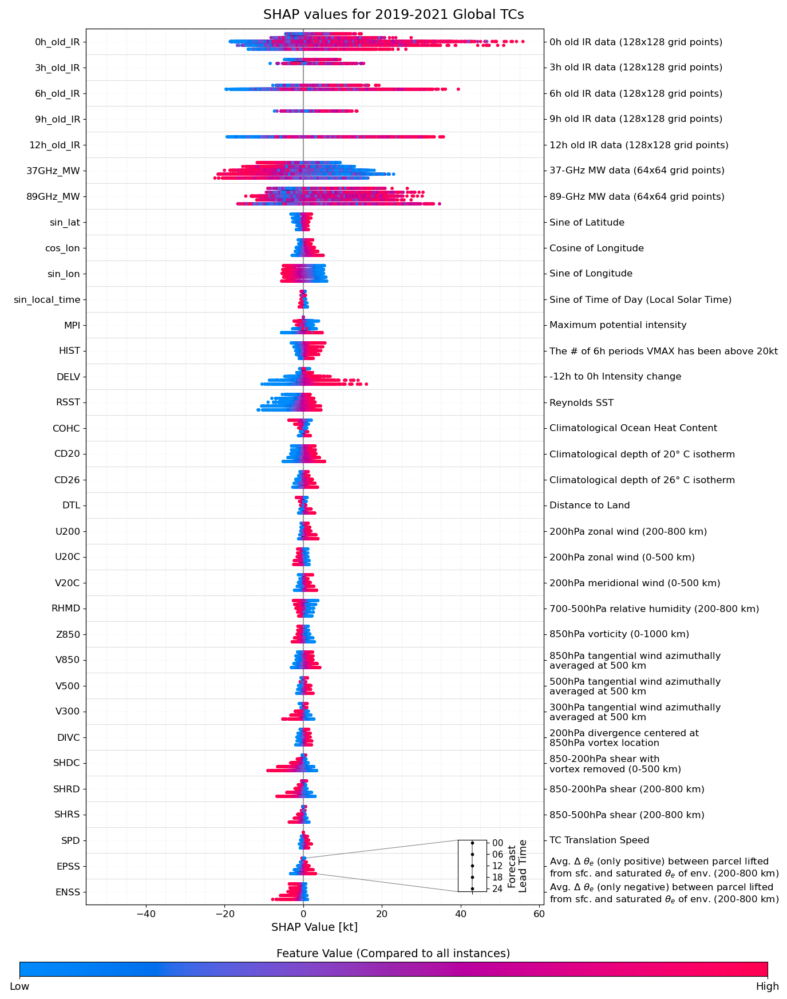 SHAP values for 2019-2021 Global TCs
0h_old_IR
0h old IR data (128x128 grid points)
3h_old_IR
3h old IR data (128x128 grid points)
6h_old_IR
6h old IR data (128x128 grid points)
9h_old_IR
9h old IR data (128x128 grid points)
12h_old_IR
12h old IR data (128x128 grid points)
37GHz_MW
37-GHz MW data (64x64 grid points)
89GHz_MW
89-GHz MW data (64x64 grid points)
sin_lat
Sine of Latitude
cos_lon
Cosine of Longitude
sin_lon
Sine of Longitude
sin_local_time
Sine of Time of Day (Local Solar Time)
MPI
Maximum potential intensity
HIST
The # of 6h periods VMAX has been above 20kt
DELV
-12h to 0h Intensity change
RSST
Reynolds SST
COHC
Climatological Ocean Heat Content
CD20
Climatological depth of 20° C isotherm
CD26
Climatological depth of 26° C isotherm
DTL
Distance to Land
U200
200hPa zonal wind (200-800 km)
U20C
200hPa zonal wind (0-500 km)
V20C
200hPa meridional wind (0-500 km)
RHMD
700-500hPa relative humidity (200-800 km)
Z850
850hPa vorticity (0-1000 km)
V850
850hPa tangential wind azimuthally
averaged at 500 km
V500
500hPa tangential wind azimuthally
averaged at 500 km
V300
300hPa tangential wind azimuthally
averaged at 500 km
DIVC
200hPa divergence centered at
850hPa vortex location
SHDC
850-200hPa shear with
vortex removed (0-500 km)
SHRD
850-200hPa shear (200-800 km)
SHRS
850-500hPa shear (200-800 km)
SPD
TC Translation Speed
EPSS
Avg. Δ θe (only positive) between parcel lifted
from sfc. and saturated θe of env. (200-800 km)
ENSS
Avg. Δ θe (only negative) between parcel lifted
from sfc. and saturated θe of env. (200-800 km)
00
06
12
18
24
Forecast
Lead Time
−40
−20
0
20
40
60
SHAP Value [kt]
Feature Value (Compared to all instances)
Low
High